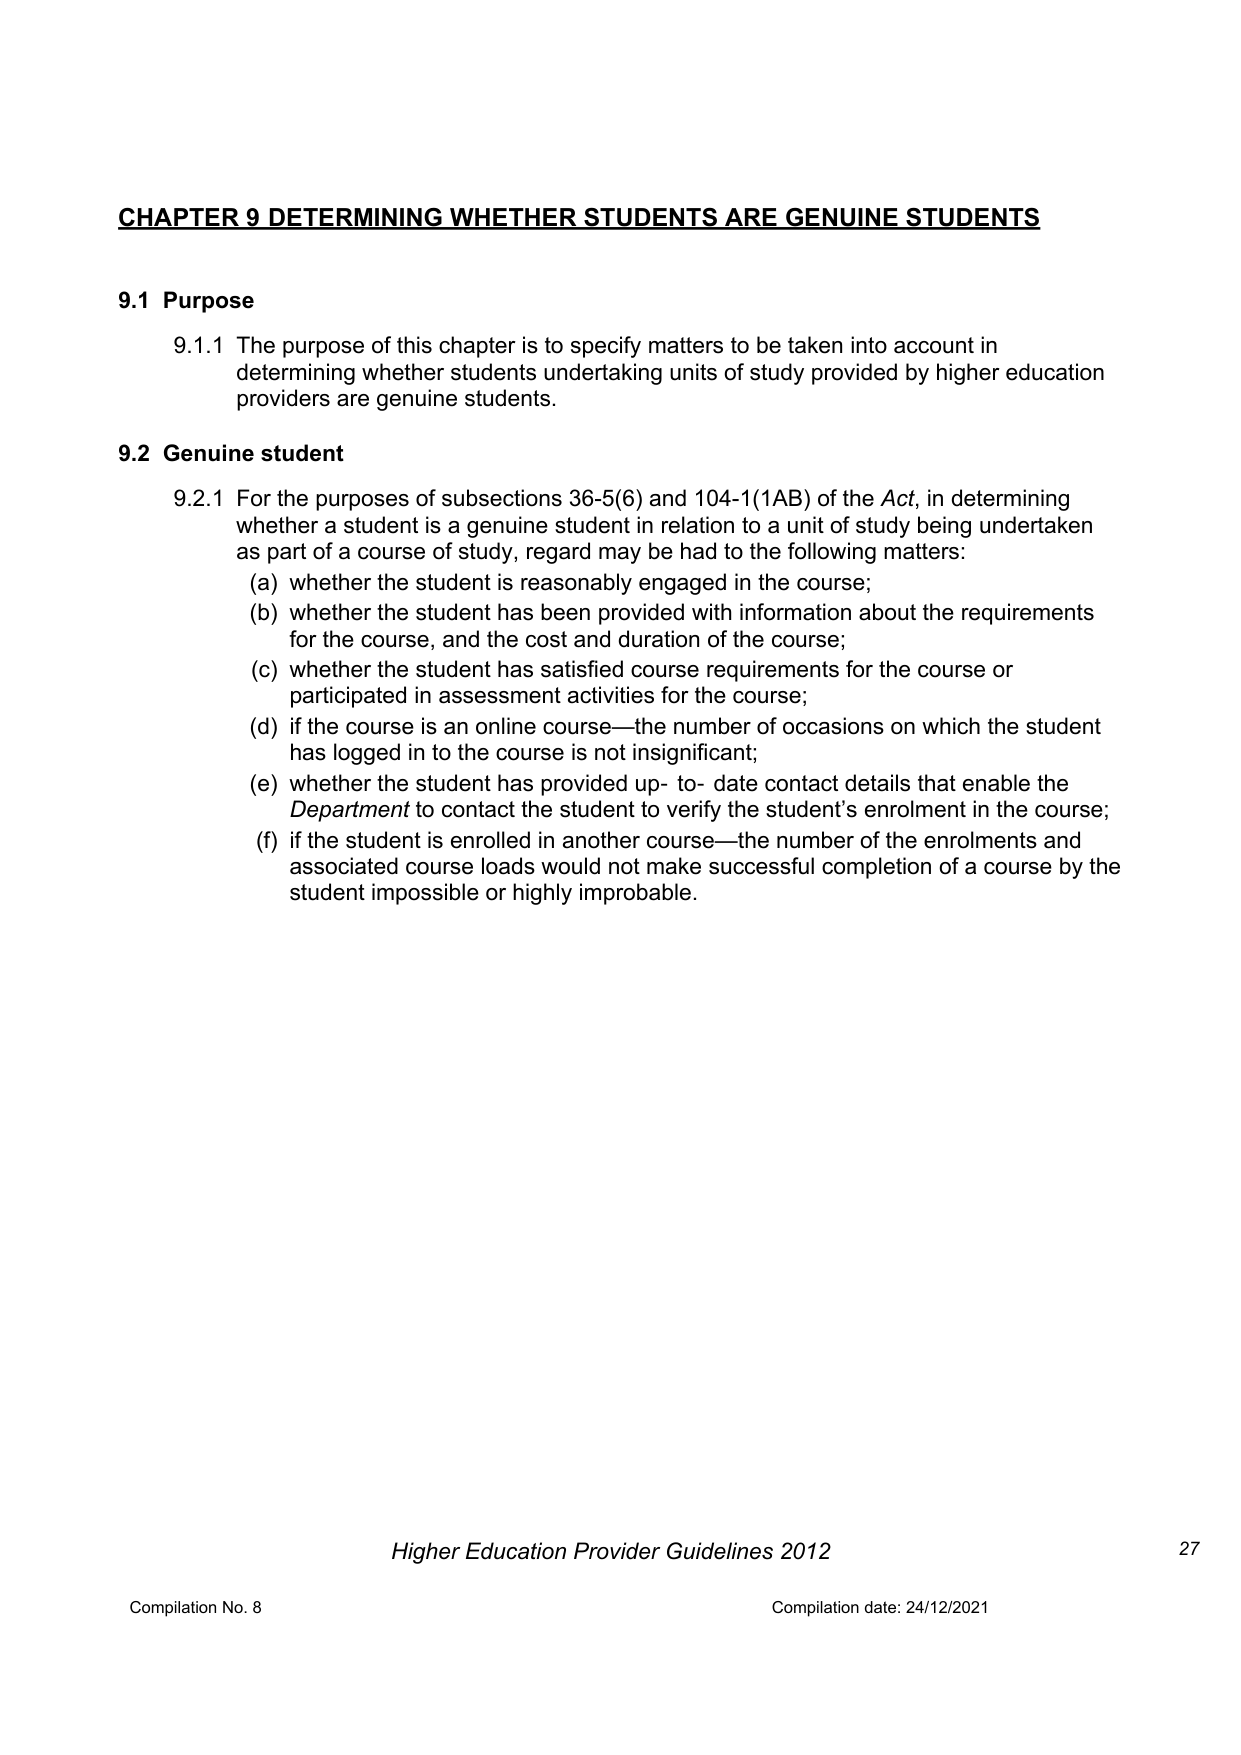 CHAPTER 9 DETERMINING WHETHER STUDENTS ARE GENUINE STUDENTS
9.1 Purpose
9.1.1 The purpose of this chapter is to specify matters to be taken into account in
determining whether students undertaking units of study provided by higher education
providers are genuine students.
9.2 Genuine student
9.2.1 For the purposes of subsections 36-5(6) and 104-1(1AB) of the Act, in determining
whether a student is a genuine student in relation to a unit of study being undertaken
as part of a course of study, regard may be had to the following matters:
(a) whether the student is reasonably engaged in the course;
(b) whether the student has been provided with information about the requirements
for the course, and the cost and duration of the course;
(c) whether the student has satisfied course requirements for the course or
participated in assessment activities for the course;
(d) if the course is an online course—the number of occasions on which the student
has logged in to the course is not insignificant;
(e) whether the student has provided up- to- date contact details that enable the
Department to contact the student to verify the student’s enrolment in the course;
(f) if the student is enrolled in another course—the number of the enrolments and
associated course loads would not make successful completion of a course by the
student impossible or highly improbable.
Higher Education Provider Guidelines 2012 27
Compilation No. 8 Compilation date: 24/12/2021